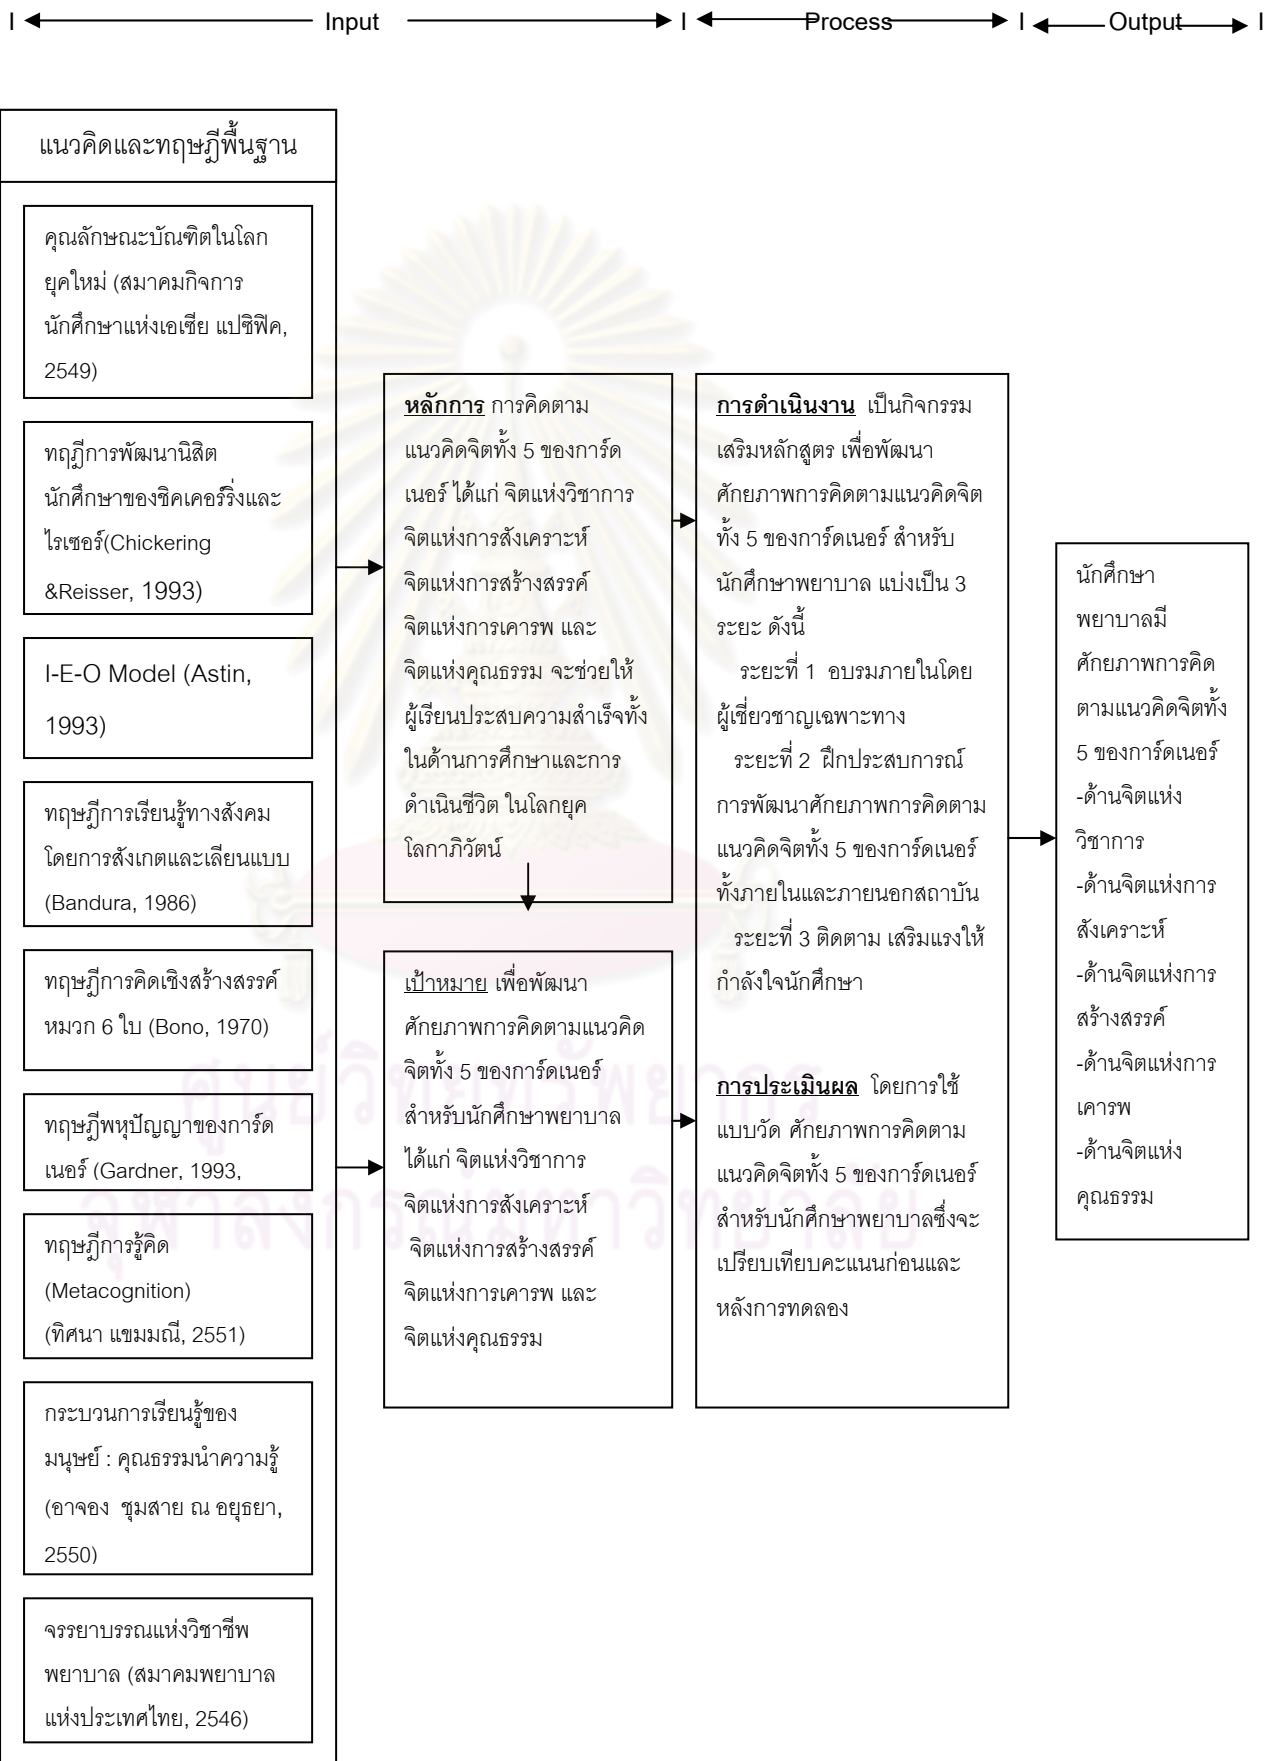 I Input I Process I Output I
แนวคิดและทฤษฎีพื้นฐาน
คุณลักษณะบัณฑิตในโลก
ยุคใหม่ (สมาคมกิจการ
นักศึกษาแห่งเอเซีย แปซิฟิค,
2549)
ทฤฎีการพัฒนานิสิต
นักศึกษาของชิคเคอร์ริ่งและ
ไรเซอร์(Chickering
&Reisser, 1993)
I-E-O Model (Astin,
1993)
ทฤษฎีการเรียนรู้ทางสังคม
โดยการสังเกตและเลียนแบบ
(Bandura, 1986)
ทฤษฎีการคิดเชิงสร้างสรรค์
หมวก 6 ใบ (Bono, 1970)
ทฤษฎีพหุปัญญาของการ์ด
เนอร์ (Gardner, 1993,
ทฤษฎีการรู้คิด
(Metacognition)
(ทิศนา แขมมณี, 2551)
กระบวนการเรียนรู้ของ
มนุษย์ : คุณธรรมนำความรู้
(อาจอง ชุมสาย ณ อยุธยา,
2550)
จรรยาบรรณแห่งวิชาชีพ
พยาบาล (สมาคมพยาบาล
แห่งประเทศไทย, 2546)
หลักการ การคิดตาม
แนวคิดจิตทั้ง 5 ของการ์ด
เนอร์ ได้แก่ จิตแห่งวิชาการ
จิตแห่งการสังเคราะห์
จิตแห่งการสร้างสรรค์
จิตแห่งการเคารพ และ
จิตแห่งคุณธรรม จะช่วยให้
ผู้เรียนประสบความสำเร็จทั้ง
ในด้านการศึกษาและการ
ดำเนินชีวิต ในโลกยุค
โลกาภิวัตน์
เป้าหมาย เพื่อพัฒนา
ศักยภาพการคิดตามแนวคิด
จิตทั้ง 5 ของการ์ดเนอร์
สำหรับนักศึกษาพยาบาล
ได้แก่ จิตแห่งวิชาการ
จิตแห่งการสังเคราะห์
จิตแห่งการสร้างสรรค์
จิตแห่งการเคารพ และ
จิตแห่งคุณธรรม
การดำเนินงาน เป็นกิจกรรม
เสริมหลักสูตร เพื่อพัฒนา
ศักยภาพการคิดตามแนวคิดจิต
ทั้ง 5 ของการ์ดเนอร์ สำหรับ
นักศึกษาพยาบาล แบ่งเป็น 3
ระยะ ดังนี้
ระยะที่ 1 อบรมภายในโดย
ผู้เชี่ยวชาญเฉพาะทาง
ระยะที่ 2 ฝึกประสบการณ์
การพัฒนาศักยภาพการคิดตาม
แนวคิดจิตทั้ง 5 ของการ์ดเนอร์
ทั้งภายในและภายนอกสถาบัน
ระยะที่ 3 ติดตาม เสริมแรงให้
กำลังใจนักศึกษา
การประเมินผล โดยการใช้
แบบวัด ศักยภาพการคิดตาม
แนวคิดจิตทั้ง 5 ของการ์ดเนอร์
สำหรับนักศึกษาพยาบาลซึ่งจะ
เปรียบเทียบคะแนนก่อนและ
หลังการทดลอง
นักศึกษา
พยาบาลมี
ศักยภาพการคิด
ตามแนวคิดจิตทั้ง
5 ของการ์ดเนอร์
-ด้านจิตแห่ง
วิชาการ
-ด้านจิตแห่งการ
สังเคราะห์
-ด้านจิตแห่งการ
สร้างสรรค์
-ด้านจิตแห่งการ
เคารพ
-ด้านจิตแห่ง
คุณธรรม
ศูนย์วิทยทรัพยากร
จุฬาลงกรณ์มหาวิทยาลัย